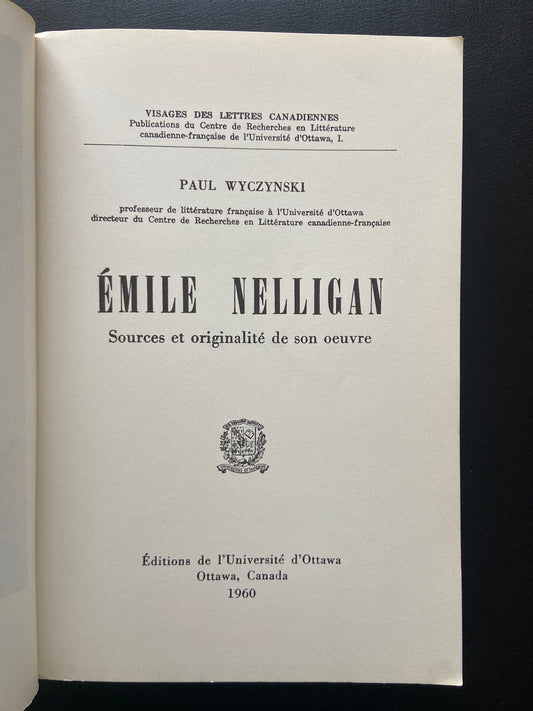 VISAGES DES LETTRES CANADIENNES
Publications du Centre de Recherches en Littérature
canadienne-française de l'Université d'Ottawa, I.
PAUL WYCZYNSKI
professeur de littérature française à l'Université d'Ottawa
directeur du Centre de Recherches en Littérature canadienne-française
ÉMILE NELLIGAN
Sources et originalité de son oeuvre
Éditions de l'Université d'Ottawa
Ottawa, Canada
1960